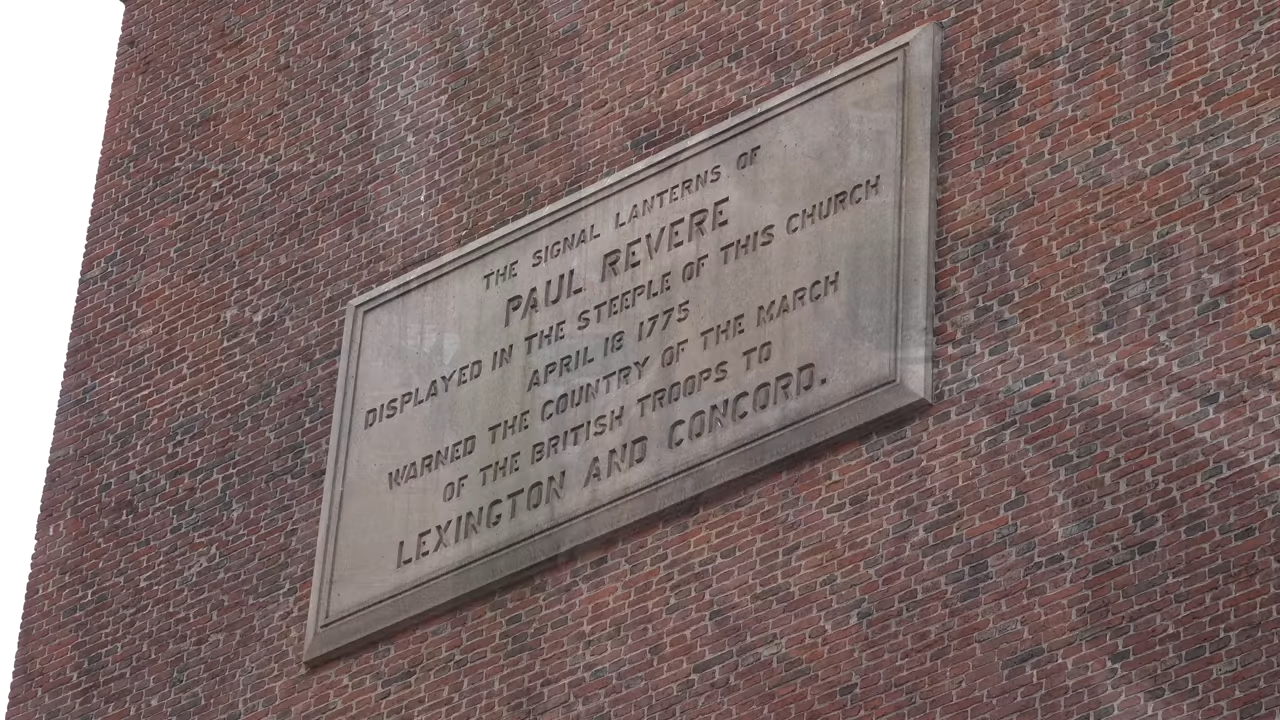 THE SIGNAL LANTERNS OF
PAUL REVERE
DISPLAYED IN THE STEEPLE OF THIS CHURCH
APRIL 18 1775
WARNED THE COUNTRY OF THE MARCH
OF THE BRITISH TROOPS TO
LEXINGTON AND CONCORD.